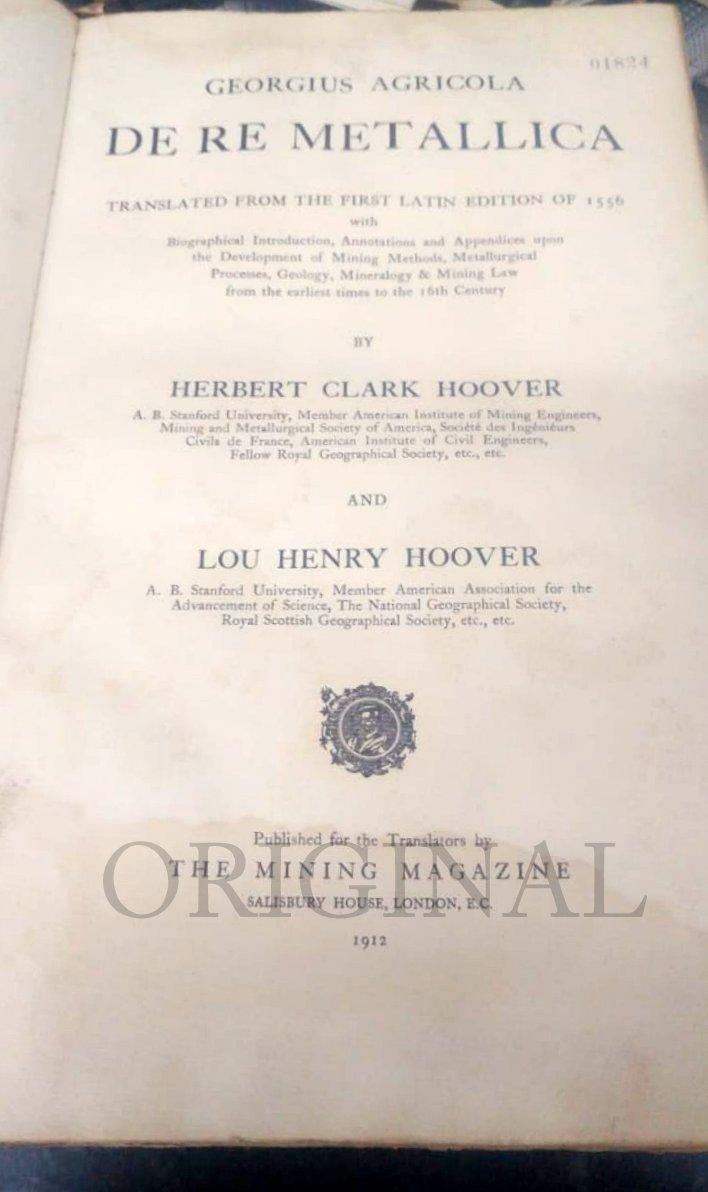 01824
GEORGIUS AGRICOLA
DE RE METALLICA
TRANSLATED FROM THE FIRST LATIN EDITION OF 1556
with
Biographical Introduction, Annotations and Appendices upon
the Development of Mining Methods, Metallurgical
Processes, Geology, Mineralogy & Mining Law
from the earliest times to the 16th Century
BY
HERBERT CLARK HOOVER
A. B. Stanford University, Member American Institute of Mining Engineers,
Mining and Metallurgical Society of America, Société des Ingéniéurs
Civils de France, American Institute of Civil Engineers,
Fellow Royal Geographical Society, etc., etc.
AND
LOU HENRY HOOVER
A. B. Stanford University, Member American Association for the
Advancement of Science, The National Geographical Society,
Royal Scottish Geographical Society, etc., etc.
Published for the Translators by
THE MINING MAGAZINE
ORIGINAL
SALISBURY HOUSE, LONDON, E.C.
1912